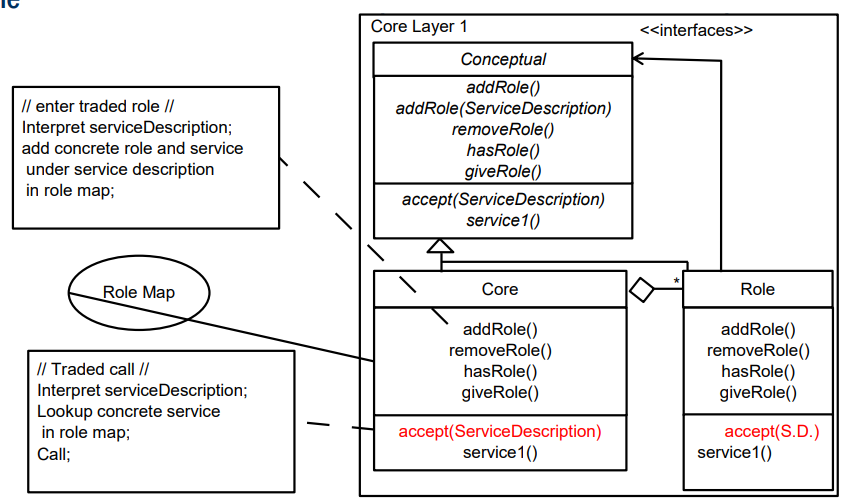 Core Layer 1
<<interfaces>>
Conceptual
addRole()
addRole(ServiceDescription)
removeRole()
hasRole()
giveRole()
accept(ServiceDescription)
service1()
// enter traded role //
Interpret serviceDescription;
add concrete role and service
under service description
in role map;
Role Map
// Traded call //
Interpret serviceDescription;
Lookup concrete service
in role map;
Call;
Core
addRole()
removeRole()
hasRole()
giveRole()
accept(ServiceDescription)
service1()
*
Role
addRole()
removeRole()
hasRole()
giveRole()
accept(S.D.)
service1()